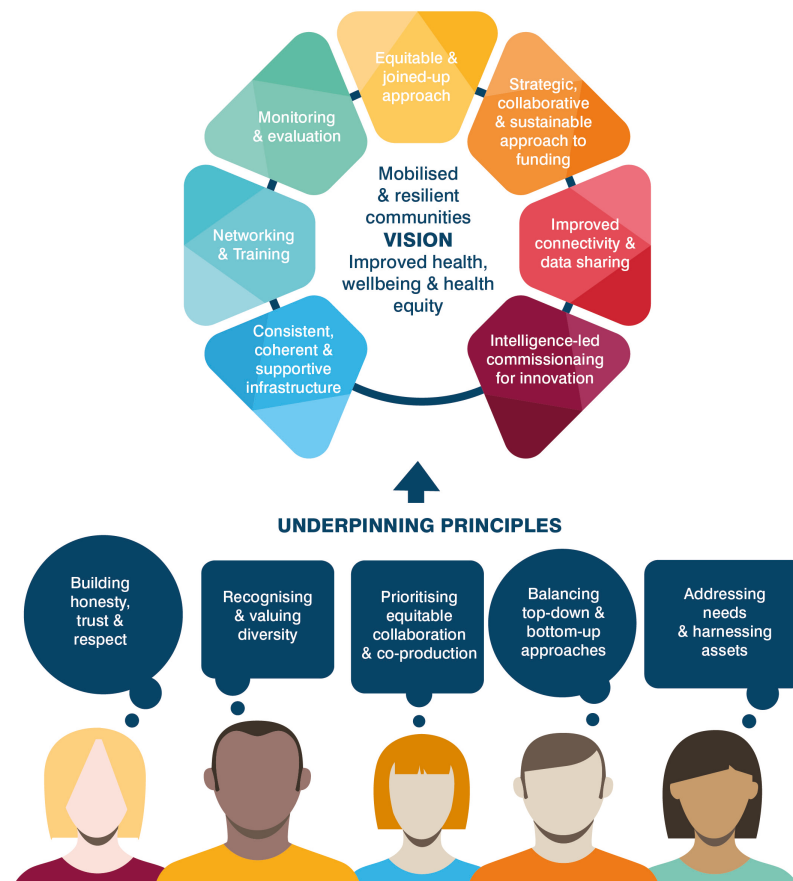 Equitable &
joined-up
approach
Strategic,
collaborative
& sustainable
approach to
funding
Improved
connectivity &
data sharing
Intelligence-led
commissionaing
for innovation
Consistent,
coherent &
supportive
infrastructure
Networking
& Training
Monitoring
& evaluation
Mobilised
& resilient
communities
VISION
Improved health,
wellbeing & health
equity
UNDERPINNING PRINCIPLES
Building
honesty,
trust &
respect
Recognising
& valuing
diversity
Prioritising
equitable
collaboration
& co-production
Balancing
top-down &
bottom-up
approaches
Addressing
needs
& harnessing
assets